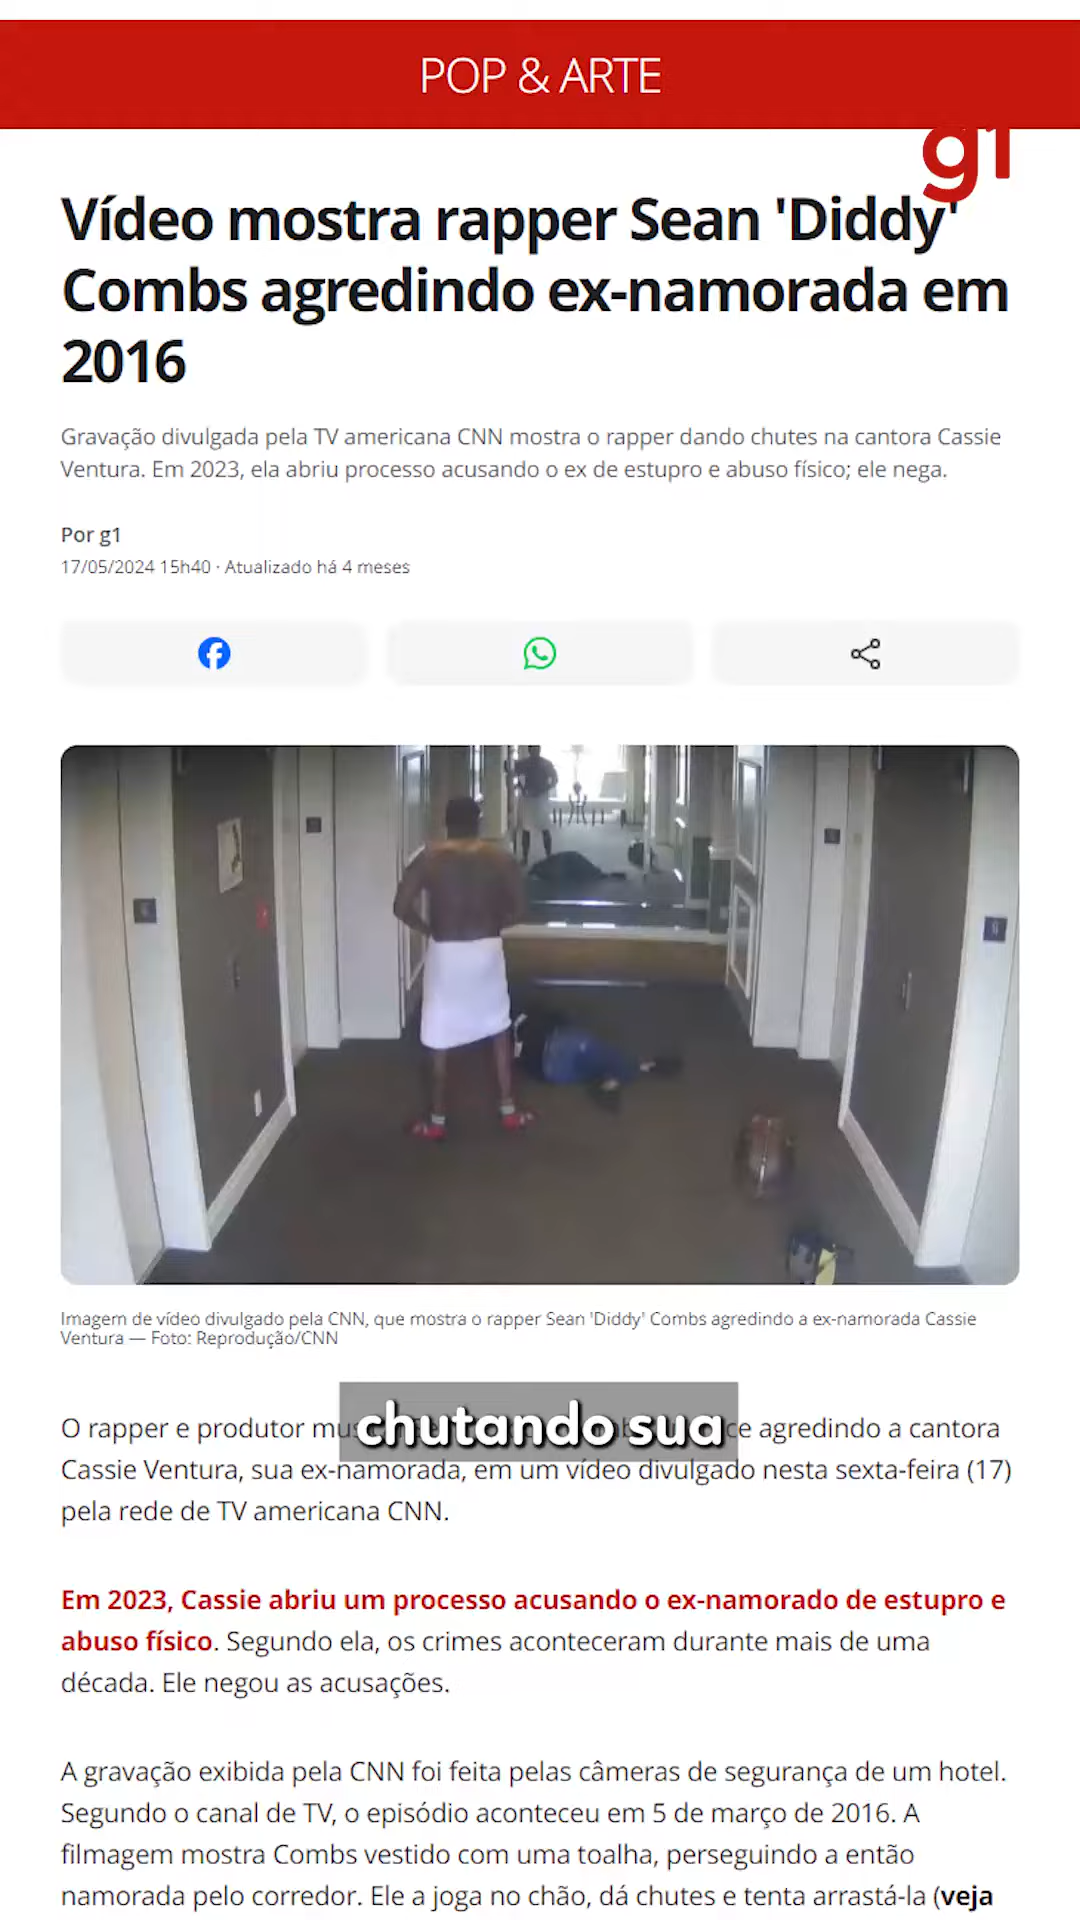 POP & ARTE
g1
Vídeo mostra rapper Sean 'Diddy'
Combs agredindo ex-namorada em
2016
Gravação divulgada pela TV americana CNN mostra o rapper dando chutes na cantora Cassie
Ventura. Em 2023, ela abriu processo acusando o ex de estupro e abuso físico; ele nega.
Por g1
17/05/2024 15h40 · Atualizado há 4 meses
Imagem de vídeo divulgado pela CNN, que mostra o rapper Sean 'Diddy' Combs agredindo a ex-namorada Cassie
Ventura — Foto: Reprodução/CNN
chutando sua
O rapper e produtor agredindo a cantora
Cassie Ventura, sua ex-namorada, em um vídeo divulgado nesta sexta-feira (17)
pela rede de TV americana CNN.
Em 2023, Cassie abriu um processo acusando o ex-namorado de estupro e
abuso físico. Segundo ela, os crimes aconteceram durante mais de uma
década. Ele negou as acusações.
A gravação exibida pela CNN foi feita pelas câmeras de segurança de um hotel.
Segundo o canal de TV, o episódio aconteceu em 5 de março de 2016. A
filmagem mostra Combs vestido com uma toalha, perseguindo a então
namorada pelo corredor. Ele a joga no chão, dá chutes e tenta arrastá-la (veja